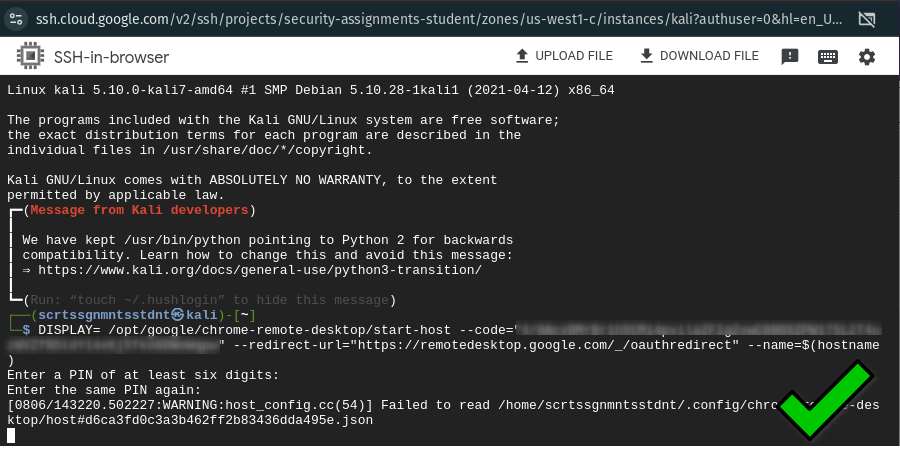 ssh.cloud.google.com/v2/ssh/projects/security-assignments-student/zones/us-west1-c/instances/kali?authuser=0&hl=en_U...
SSH-in-browser
UPLOAD FILE
DOWNLOAD FILE
Linux kali 5.10.0-kali7-amd64 #1 SMP Debian 5.10.28-1kali1 (2021-04-12) x86_64
The programs included with the Kali GNU/Linux system are free software;
the exact distribution terms for each program are described in the
individual files in /usr/share/doc/*/copyright.
Kali GNU/Linux comes with ABSOLUTELY NO WARRANTY, to the extent
permitted by applicable law.
┏━(Message from Kali developers)
┃
┃ We have kept /usr/bin/python pointing to Python 2 for backwards
┃ compatibility. Learn how to change this and avoid this message:
┃ ⇒ https://www.kali.org/docs/general-use/python3-transition/
┃
┗━(Run: “touch ~/.hushlogin” to hide this message)
┌──(scrtssgnmntsstdnt㉿kali)-[~]
└─$ DISPLAY= /opt/google/chrome-remote-desktop/start-host --code="
" --redirect-url="https://remotedesktop.google.com/_/oauthredirect" --name=$(hostname
)
Enter a PIN of at least six digits:
Enter the same PIN again:
[0806/143220.502227:WARNING:host_config.cc(54)] Failed to read /home/scrtssgnmntsstdnt/.config/chro e-des
ktop/host#d6ca3fd0c3a3b462ff2b83436dda495e.json